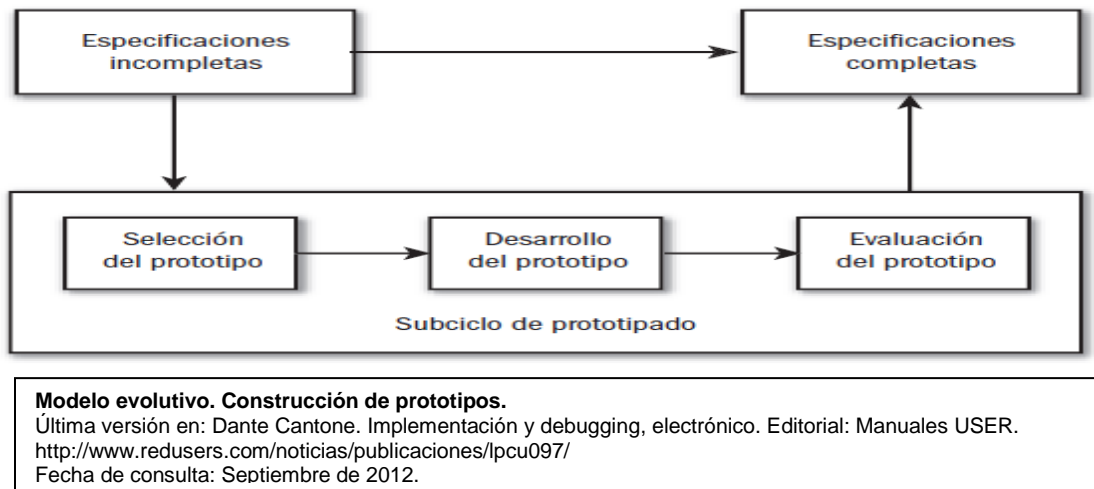 Especificaciones
incompletas
Especificaciones
completas
Selección
del prototipo
Desarrollo
del prototipo
Evaluación
del prototipo
Subciclo de prototipado
Modelo evolutivo. Construcción de prototipos.
Última versión en: Dante Cantone. Implementación y debugging, electrónico. Editorial: Manuales USER.
http://www.redusers.com/noticias/publicaciones/lpcu097/
Fecha de consulta: Septiembre de 2012.